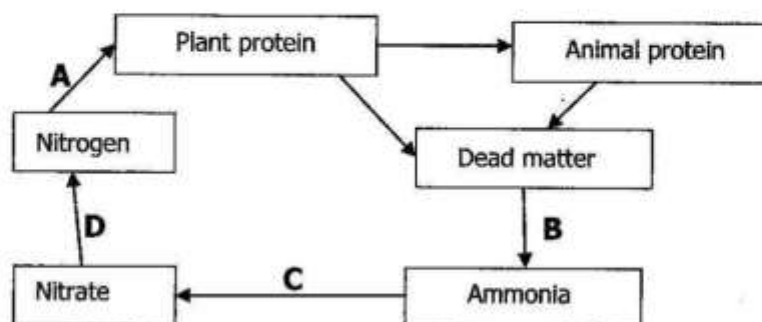 Plant protein
Animal protein
A
Nitrogen
Dead matter
D
B
Nitrate
C
Ammonia